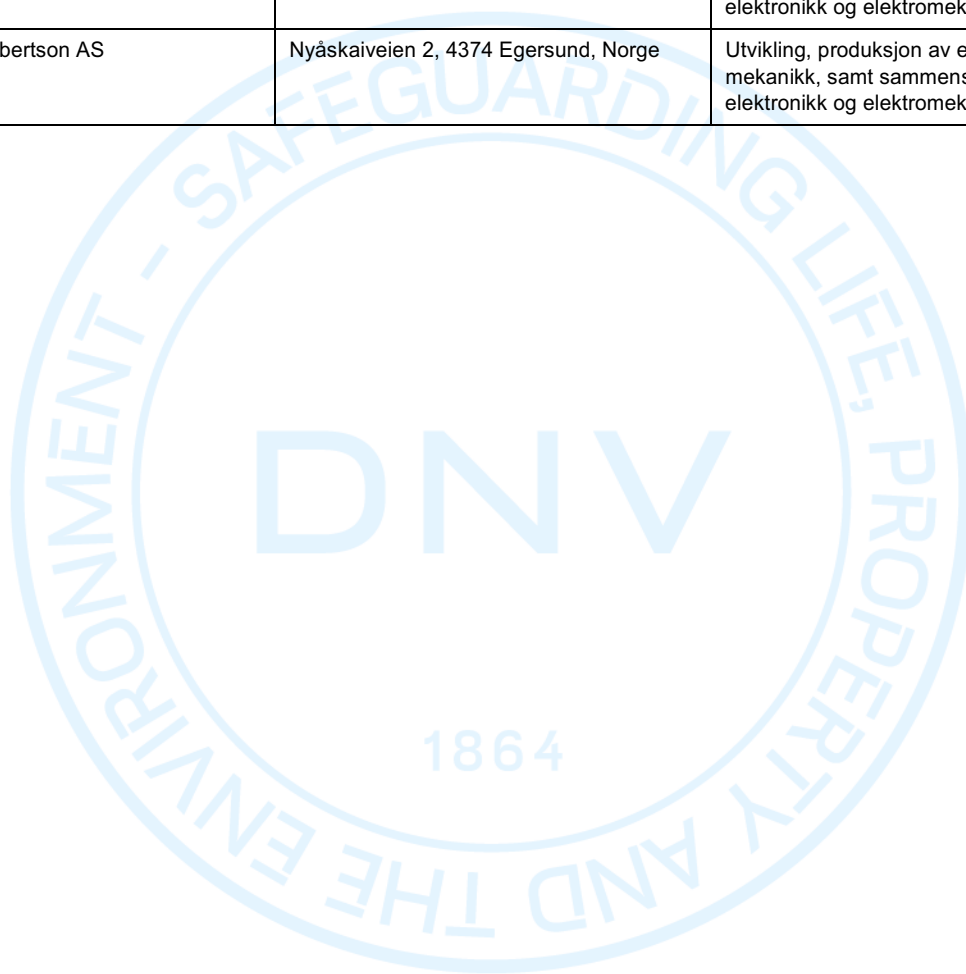 elektronikk og elektromek
bertson AS
Nyåskaiveien 2, 4374 Egersund, Norge
Utvikling, produksjon av e
mekanikk, samt sammens
elektronikk og elektromek
SAFEGUARDING LIFE, PROPERTY AND THE ENVIRONMENT -
DNV
1864